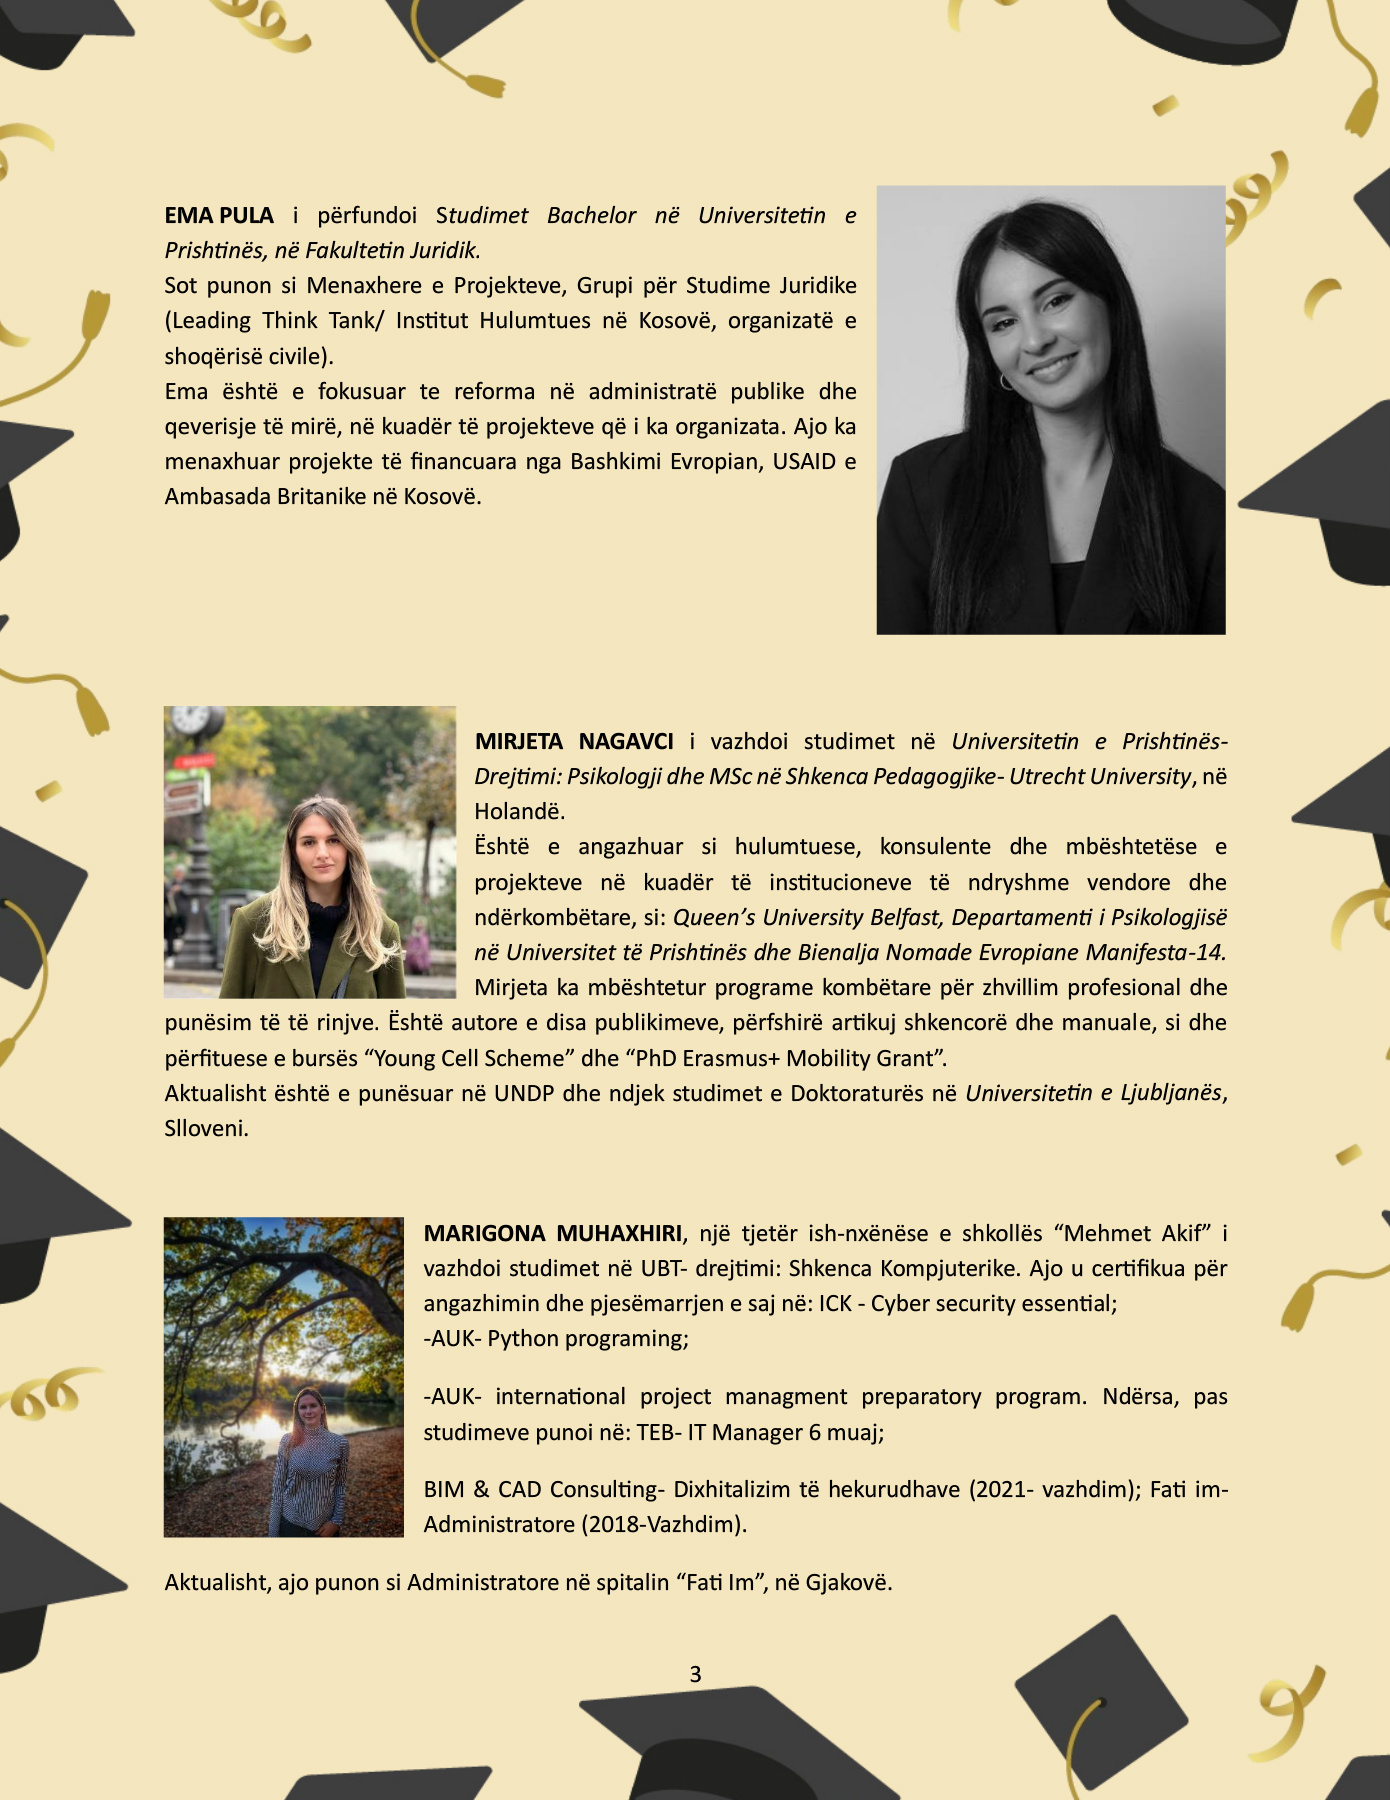 EMA PULA i përfundoi Studimet Bachelor në Universitetin e
Prishtinës, në Fakultetin Juridik.
Sot punon si Menaxhere e Projekteve, Grupi për Studime Juridike
(Leading Think Tank/ Institut Hulumtues në Kosovë, organizatë e
shoqërisë civile).
Ema është e fokusuar te reforma në administratë publike dhe
qeverisje të mirë, në kuadër të projekteve që i ka organizata. Ajo ka
menaxhuar projekte të financuara nga Bashkimi Evropian, USAID e
Ambasada Britanike në Kosovë.
MIRJETA NAGAVCI i vazhdoi studimet në Universitetin e Prishtinës-
Drejtimi: Psikologji dhe MSc në Shkenca Pedagogjike- Utrecht University, në
Holandë.
Është e angazhuar si hulumtuese, konsulente dhe mbështetëse e
projekteve në kuadër të institucioneve të ndryshme vendore dhe
ndërkombëtare, si: Queen’s University Belfast, Departamenti i Psikologjisë
në Universitet të Prishtinës dhe Bienalja Nomade Evropiane Manifesta-14.
Mirjeta ka mbështetur programe kombëtare për zhvillim profesional dhe
punësim të të rinjve. Është autore e disa publikimeve, përfshirë artikuj shkencorë dhe manuale, si dhe
përfituese e bursës “Young Cell Scheme” dhe “PhD Erasmus+ Mobility Grant”.
Aktualisht është e punësuar në UNDP dhe ndjek studimet e Doktoraturës në Universitetin e Ljubljanës,
Slloveni.
MARIGONA MUHAXHIRI, një tjetër ish-nxënëse e shkollës “Mehmet Akif” i
vazhdoi studimet në UBT- drejtimi: Shkenca Kompjuterike. Ajo u certifikua për
angazhimin dhe pjesëmarrjen e saj në: ICK - Cyber security essential;
-AUK- Python programing;
-AUK- international project managment preparatory program. Ndërsa, pas
studimeve punoi në: TEB- IT Manager 6 muaj;
BIM & CAD Consulting- Dixhitalizim të hekurudhave (2021- vazhdim); Fati im-
Administratore (2018-Vazhdim).
Aktualisht, ajo punon si Administratore në spitalin “Fati Im”, në Gjakovë.
3